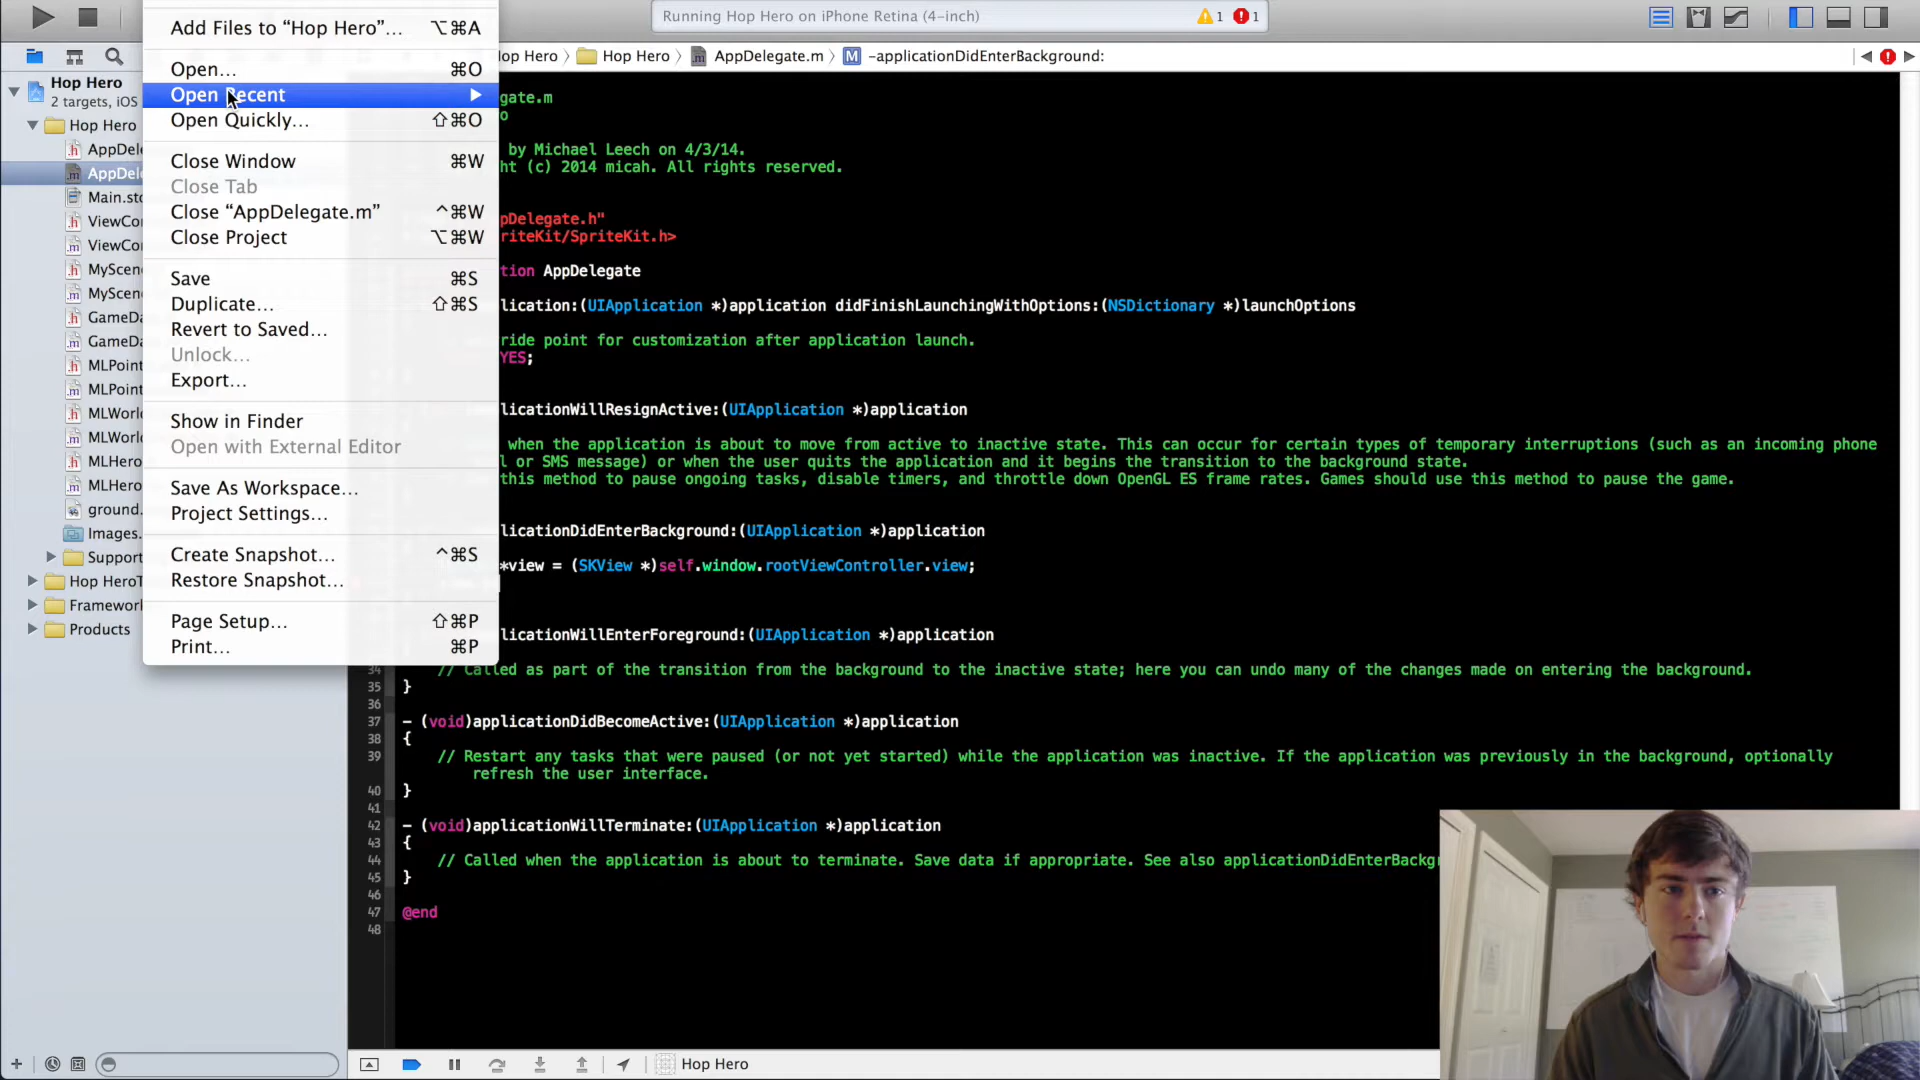 Running Hop Hero on iPhone Retina (4-inch)
1
1
Add Files to “Hop Hero”… ⌥⌘A
Open… ⌘O
Open Recent
Open Quickly… ⇧⌘O
Close Window ⌘W
Close Tab
Close “AppDelegate.m” ^⌘W
Close Project ⌥⌘W
Save ⌘S
Duplicate… ⇧⌘S
Revert to Saved…
Unlock…
Export…
Show in Finder
Open with External Editor
Save As Workspace…
Project Settings…
Create Snapshot… ^⌘S
Restore Snapshot…
Page Setup… ⇧⌘P
Print… ⌘P
Hop Hero
2 targets, iOS
Hop Hero
AppDele
AppDele
Main.sto
ViewCo
ViewCo
MyScen
MyScen
GameDa
GameDa
MLPoint
MLPoint
MLWorl
MLWorl
MLHero
MLHero
ground.
Images.
Support
Hop HeroT
Framework
Products
op Hero 〉 Hop Hero 〉 AppDelegate.m 〉 M -applicationDidEnterBackground:
gate.m
o
by Michael Leech on 4/3/14.
ht (c) 2014 micah. All rights reserved.
pDelegate.h"
riteKit/SpriteKit.h>
tion AppDelegate
lication:(UIApplication *)application didFinishLaunchingWithOptions:(NSDictionary *)launchOptions
ride point for customization after application launch.
YES;
licationWillResignActive:(UIApplication *)application
when the application is about to move from active to inactive state. This can occur for certain types of temporary interruptions (such as an incoming phone
l or SMS message) or when the user quits the application and it begins the transition to the background state.
this method to pause ongoing tasks, disable timers, and throttle down OpenGL ES frame rates. Games should use this method to pause the game.
licationDidEnterBackground:(UIApplication *)application
*view = (SKView *)self.window.rootViewController.view;
licationWillEnterForeground:(UIApplication *)application
34 // Called as part of the transition from the background to the inactive state; here you can undo many of the changes made on entering the background.
35 }
36
37 - (void)applicationDidBecomeActive:(UIApplication *)application
38 {
39 // Restart any tasks that were paused (or not yet started) while the application was inactive. If the application was previously in the background, optionally
refresh the user interface.
40 }
41
42 - (void)applicationWillTerminate:(UIApplication *)application
43 {
44 // Called when the application is about to terminate. Save data if appropriate. See also applicationDidEnterBackg
45 }
46
47 @end
48
Hop Hero